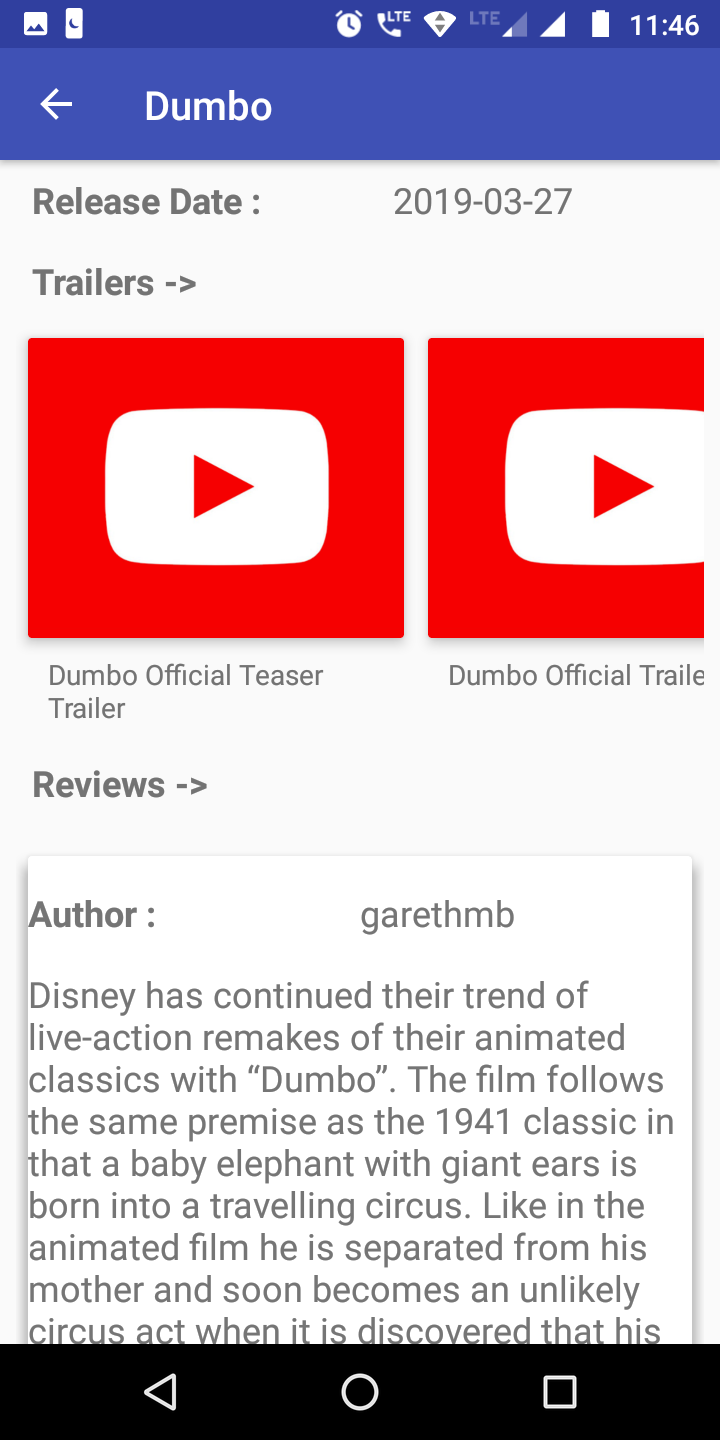 LTE LTE 11:46
Dumbo
Release Date : 2019-03-27
Trailers ->
Dumbo Official Teaser
Trailer
Dumbo Official Traile
Reviews ->
Author : garethmb
Disney has continued their trend of
live-action remakes of their animated
classics with “Dumbo”. The film follows
the same premise as the 1941 classic in
that a baby elephant with giant ears is
born into a travelling circus. Like in the
animated film he is separated from his
mother and soon becomes an unlikely
circus act when it is discovered that his